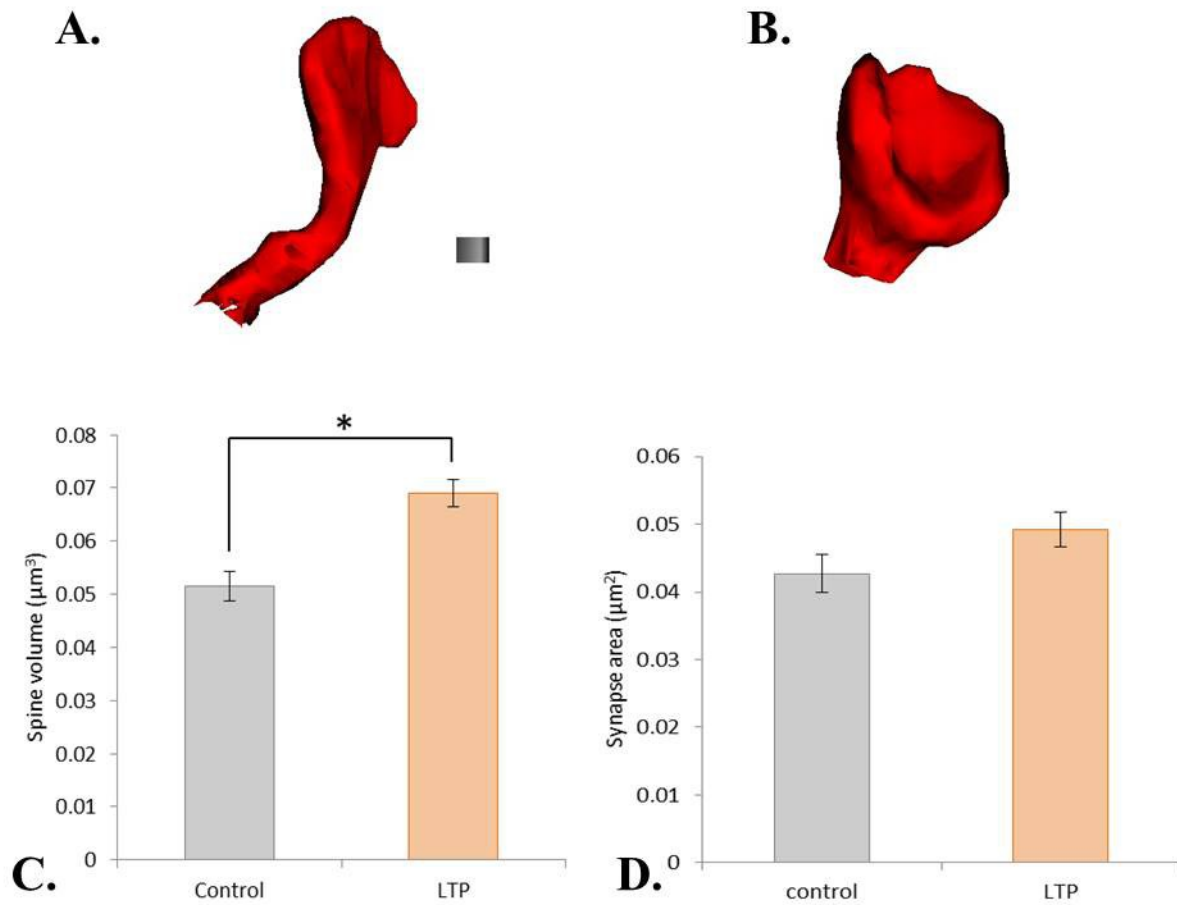 A.
B.
*
0.08
0.07
0.06
0.05
0.04
0.03
0.02
0.01
0
Spine volume (µm³)
Control
LTP
C.
0.06
0.05
0.04
0.03
0.02
0.01
0
Synapse area (µm²)
control
LTP
D.